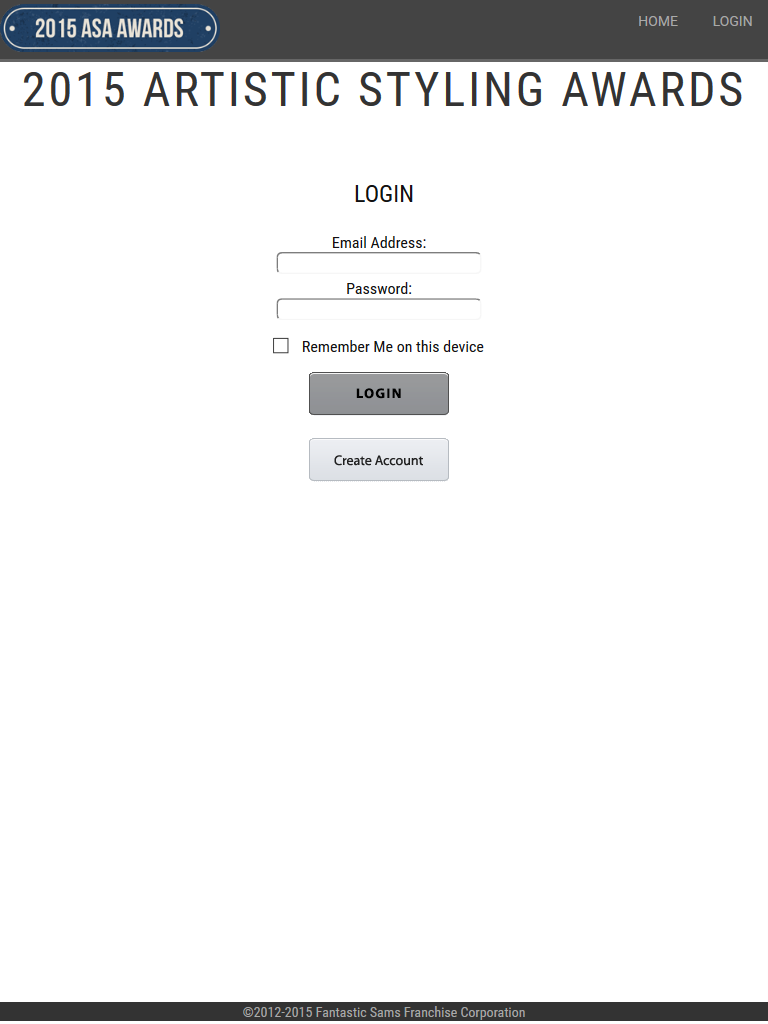 2015 ASA AWARDS
HOME LOGIN
2015 ARTISTIC STYLING AWARDS
LOGIN
Email Address:
Password:
Remember Me on this device
LOGIN
Create Account
©2012-2015 Fantastic Sams Franchise Corporation